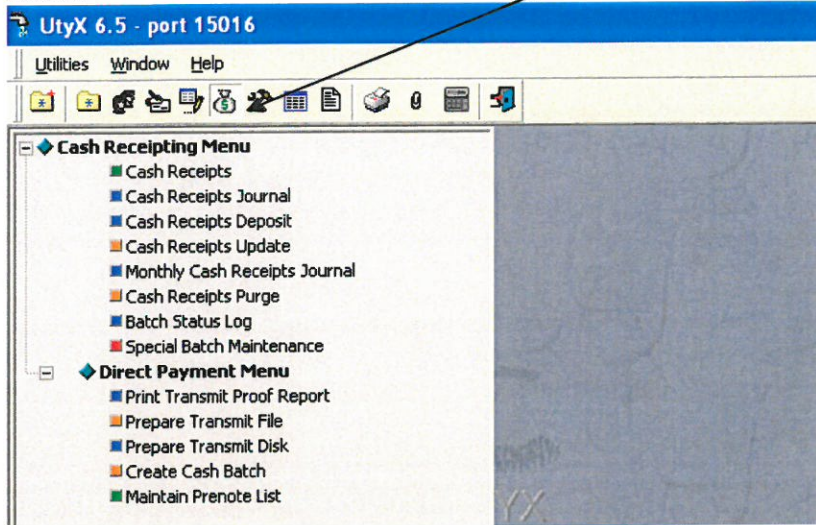 UtyX 6.5 - port 15016
Utilities Window Help
Cash Receipting Menu
Cash Receipts
Cash Receipts Journal
Cash Receipts Deposit
Cash Receipts Update
Monthly Cash Receipts Journal
Cash Receipts Purge
Batch Status Log
Special Batch Maintenance
Direct Payment Menu
Print Transmit Proof Report
Prepare Transmit File
Prepare Transmit Disk
Create Cash Batch
Maintain Prenote List
YX